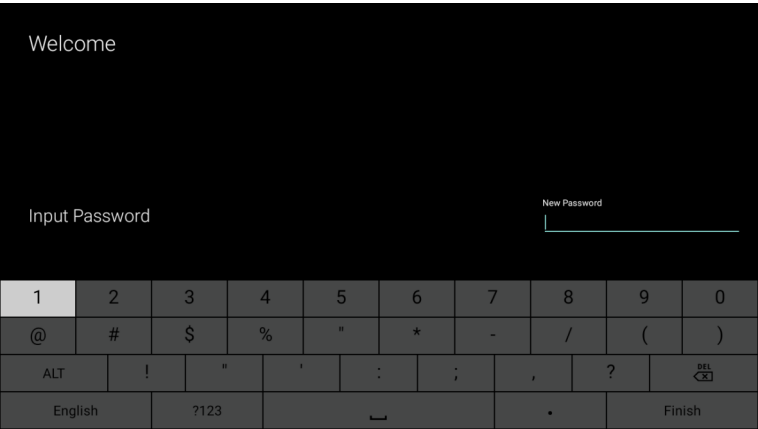 Welcome
New Password
Input Password
1 2 3 4 5 6 7 8 9 0
@ # $ % " * - / ( )
ALT ! " ' : ; , ? DEL
English ?123 . Finish